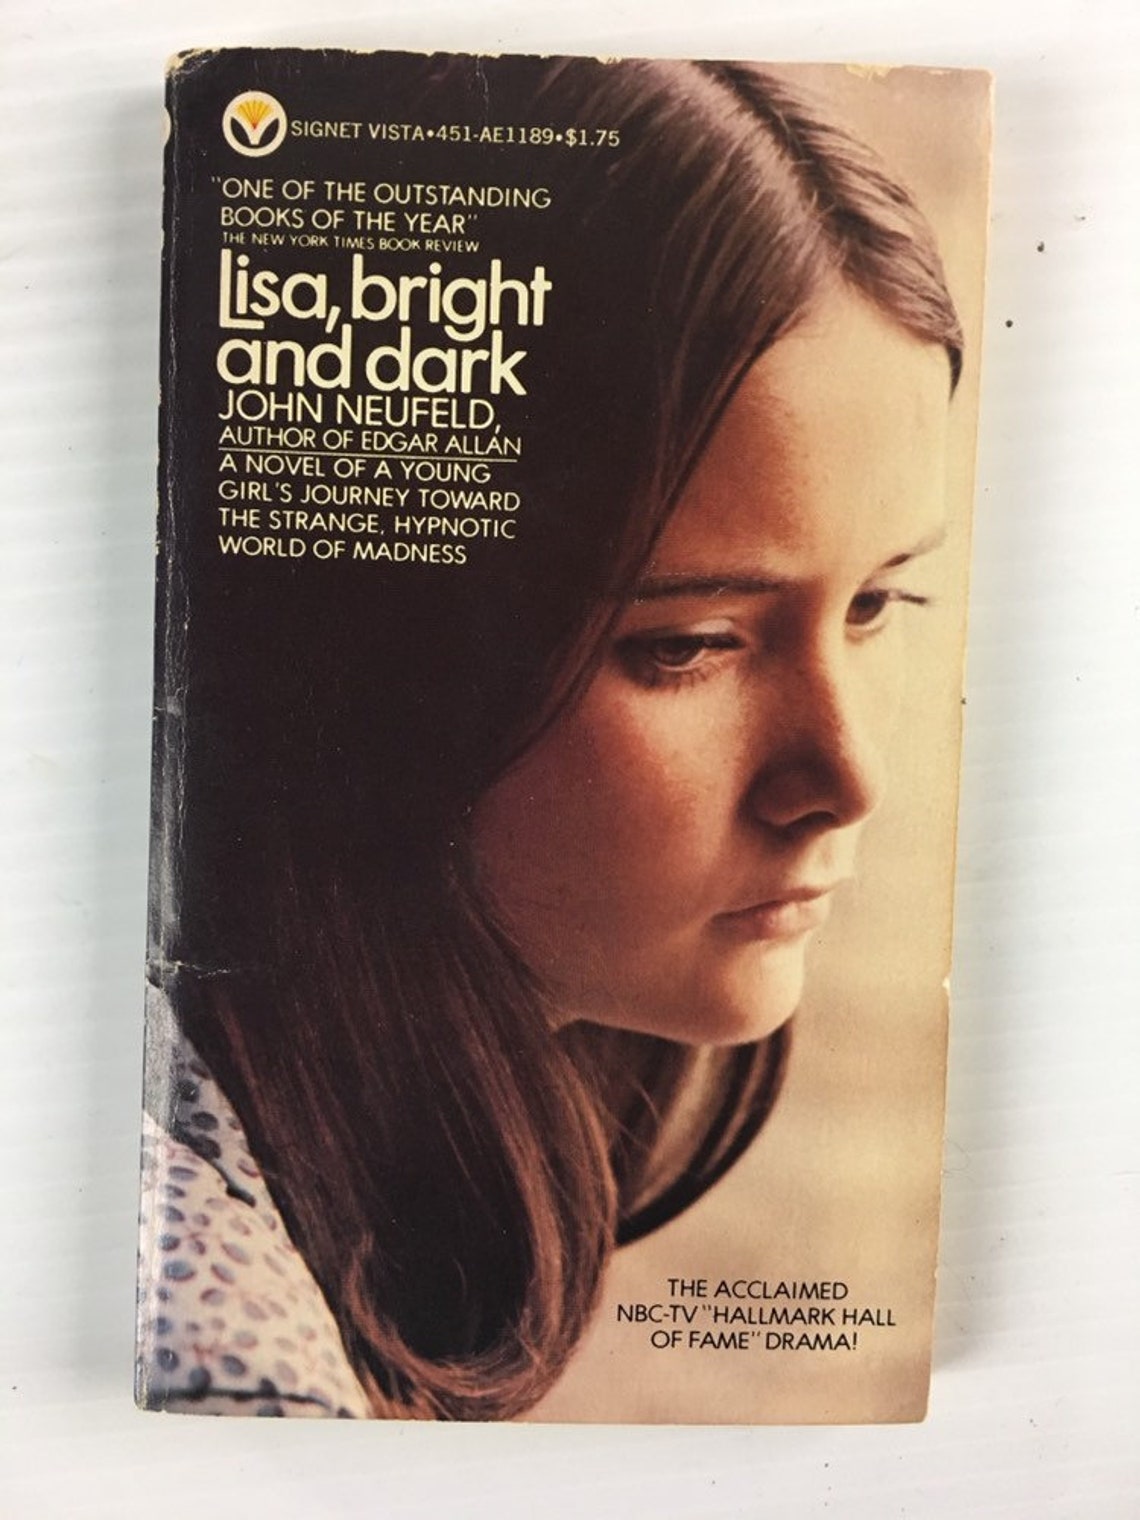 SIGNET VISTA•451-AE1189•$1.75
"ONE OF THE OUTSTANDING
BOOKS OF THE YEAR"
THE NEW YORK TIMES BOOK REVIEW
Lisa, bright
and dark
JOHN NEUFELD,
AUTHOR OF EDGAR ALLAN
A NOVEL OF A YOUNG
GIRL'S JOURNEY TOWARD
THE STRANGE, HYPNOTIC
WORLD OF MADNESS
THE ACCLAIMED
NBC-TV "HALLMARK HALL
OF FAME" DRAMA!